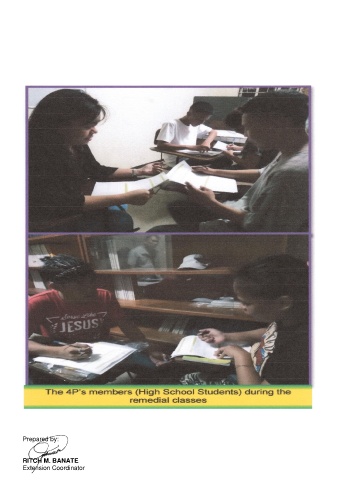 JESUS
The 4P's members (High School Students) during the
remedial classes
Prepared by:
RITCH M. BANATE
Extension Coordinator